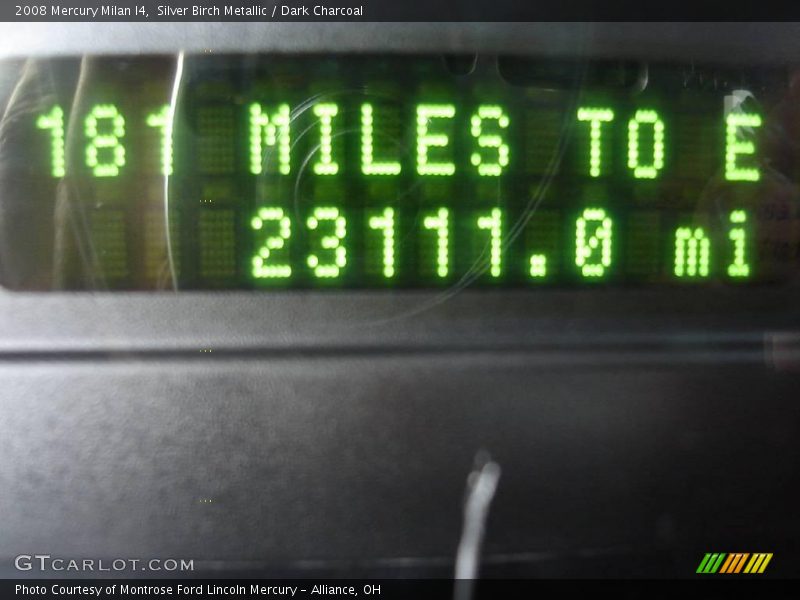 2008 Mercury Milan I4,  Silver Birch Metallic / Dark Charcoal
181 MILES TO E
23111.0 mi
GTCARLOT.COM
Photo Courtesy of Montrose Ford Lincoln Mercury – Alliance, OH